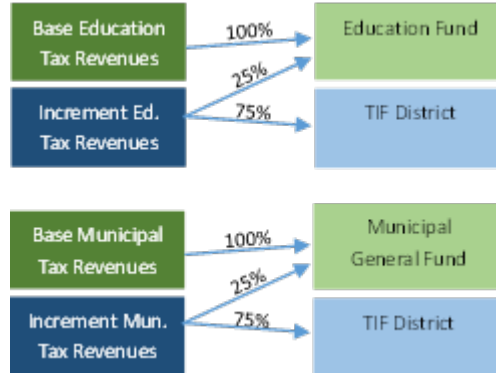 Base Education
Tax Revenues
100%
Education Fund
25%
Increment Ed.
Tax Revenues
75%
TIF District
Base Municipal
Tax Revenues
100%
Municipal
General Fund
25%
Increment Mun.
Tax Revenues
75%
TIF District